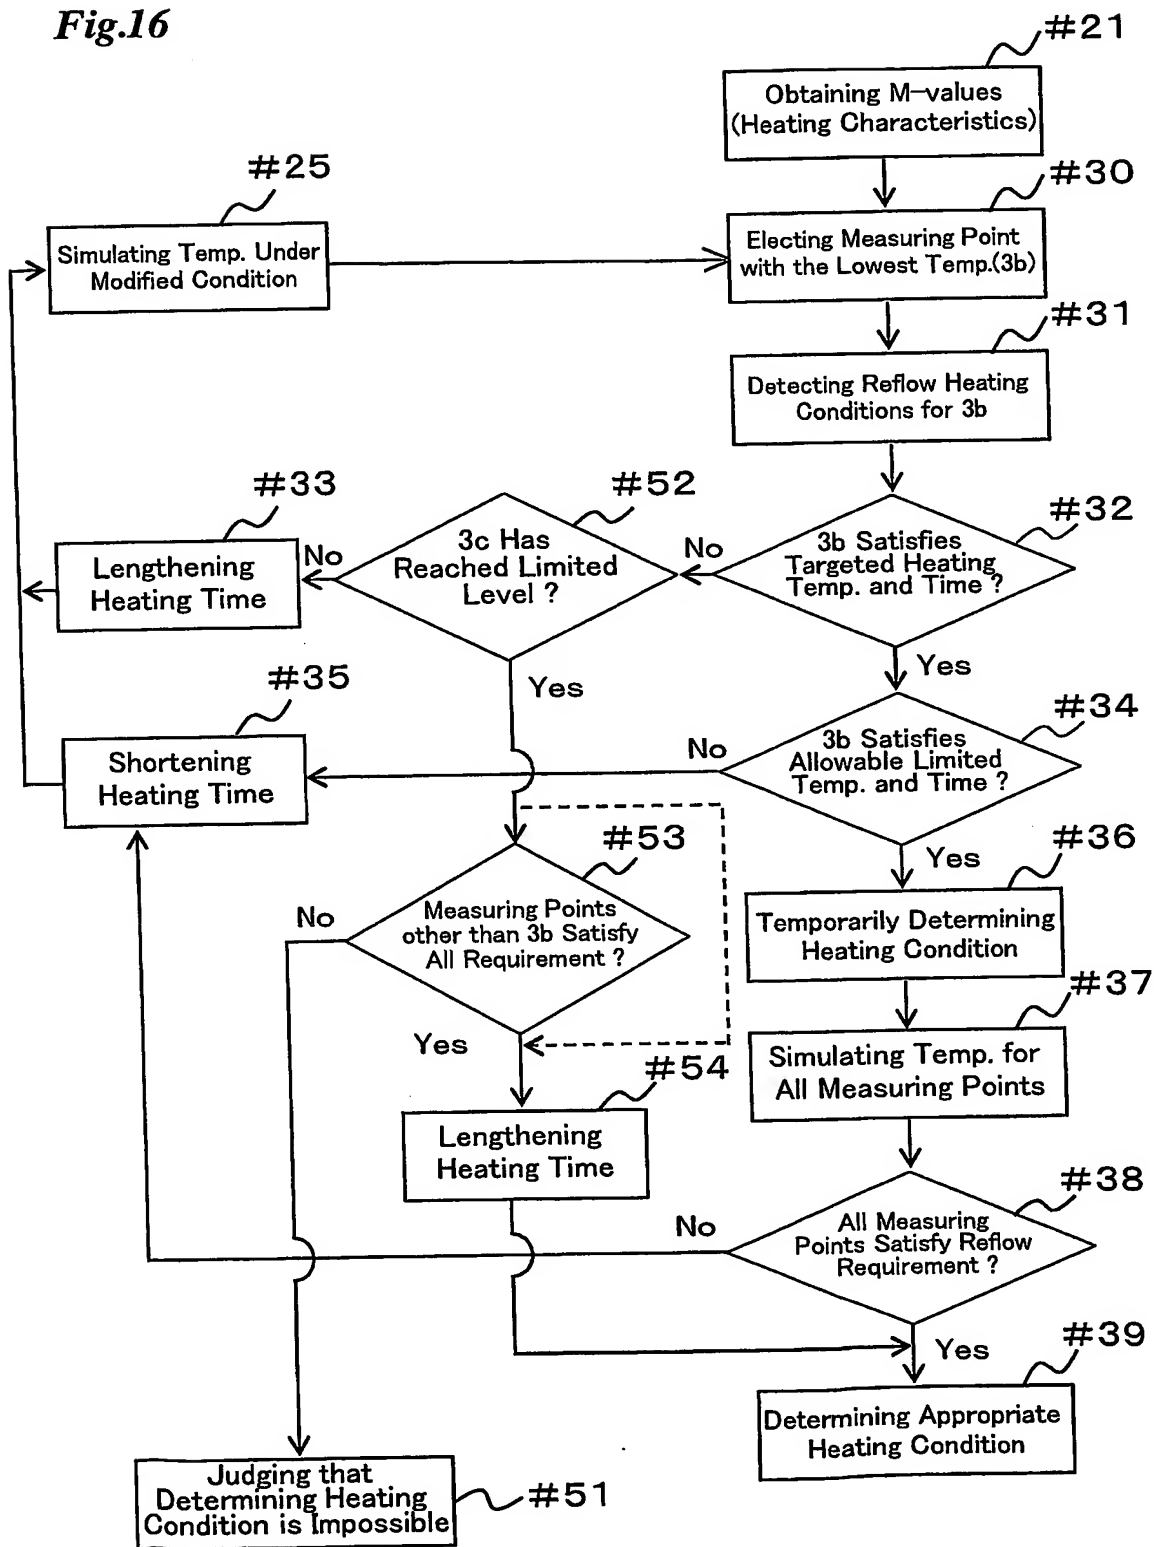 Fig.16
#21
Obtaining M-values
(Heating Characteristics)
#25
Simulating Temp. Under
Modified Condition
#30
Electing Measuring Point
with the Lowest Temp.(3b)
#31
Detecting Reflow Heating
Conditions for 3b
#33
Lengthening
Heating Time
No
#52
3c Has
Reached Limited
Level ?
No
#32
3b Satisfies
Targeted Heating
Temp. and Time ?
Yes
Yes
#35
Shortening
Heating Time
No
#34
3b Satisfies
Allowable Limited
Temp. and Time ?
Yes
#53
Measuring Points
other than 3b Satisfy
All Requirement ?
No
Yes
#36
Temporarily Determining
Heating Condition
#37
Simulating Temp. for
All Measuring Points
#54
Lengthening
Heating Time
#38
All Measuring
Points Satisfy Reflow
Requirement ?
No
Yes
#39
Determining Appropriate
Heating Condition
Judging that
Determining Heating
Condition is Impossible
#51